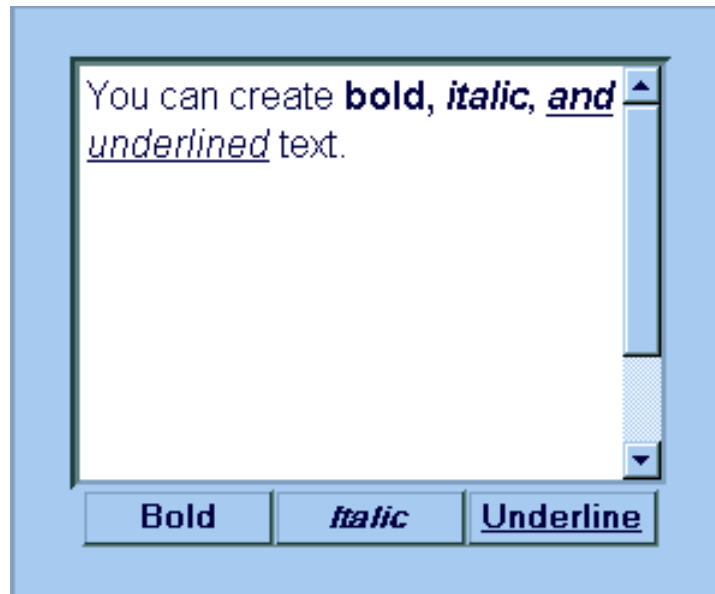 You can create bold, italic, and
underlined text.
Bold Italic Underline